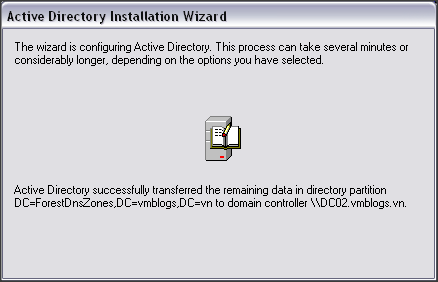 Active Directory Installation Wizard
The wizard is configuring Active Directory. This process can take several minutes or
considerably longer, depending on the options you have selected.
Active Directory successfully transferred the remaining data in directory partition
DC=ForestDnsZones,DC=vmblogs,DC=vn to domain controller \\DC02.vmblogs.vn.